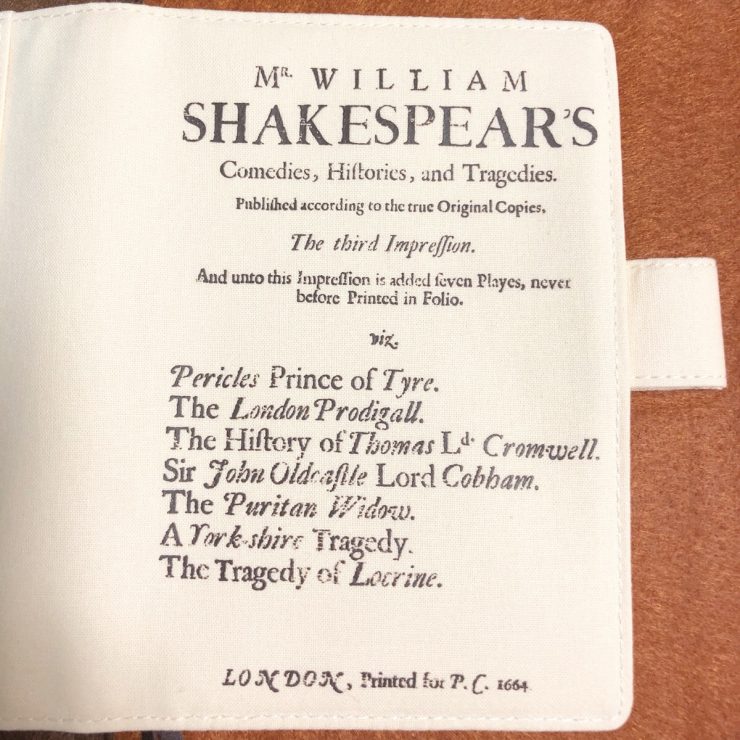 Mʀ. WILLIAM
SHAKESPEAR'S
Comedies, Hiſtories, and Tragedies.
Publiſhed according to the true Original Copies.
The third Impreſſion.
And unto this Impreſſion is added ſeven Playes, never
before Printed in Folio.
viz.
Pericles Prince of Tyre.
The London Prodigall.
The Hiſtory of Thomas Lᵈ· Cromwell.
Sir John Oldcaſtle Lord Cobham.
The Puritan Widow.
A York-shire Tragedy.
The Tragedy of Locrine.
LONDON, Printed for P. C. 1664